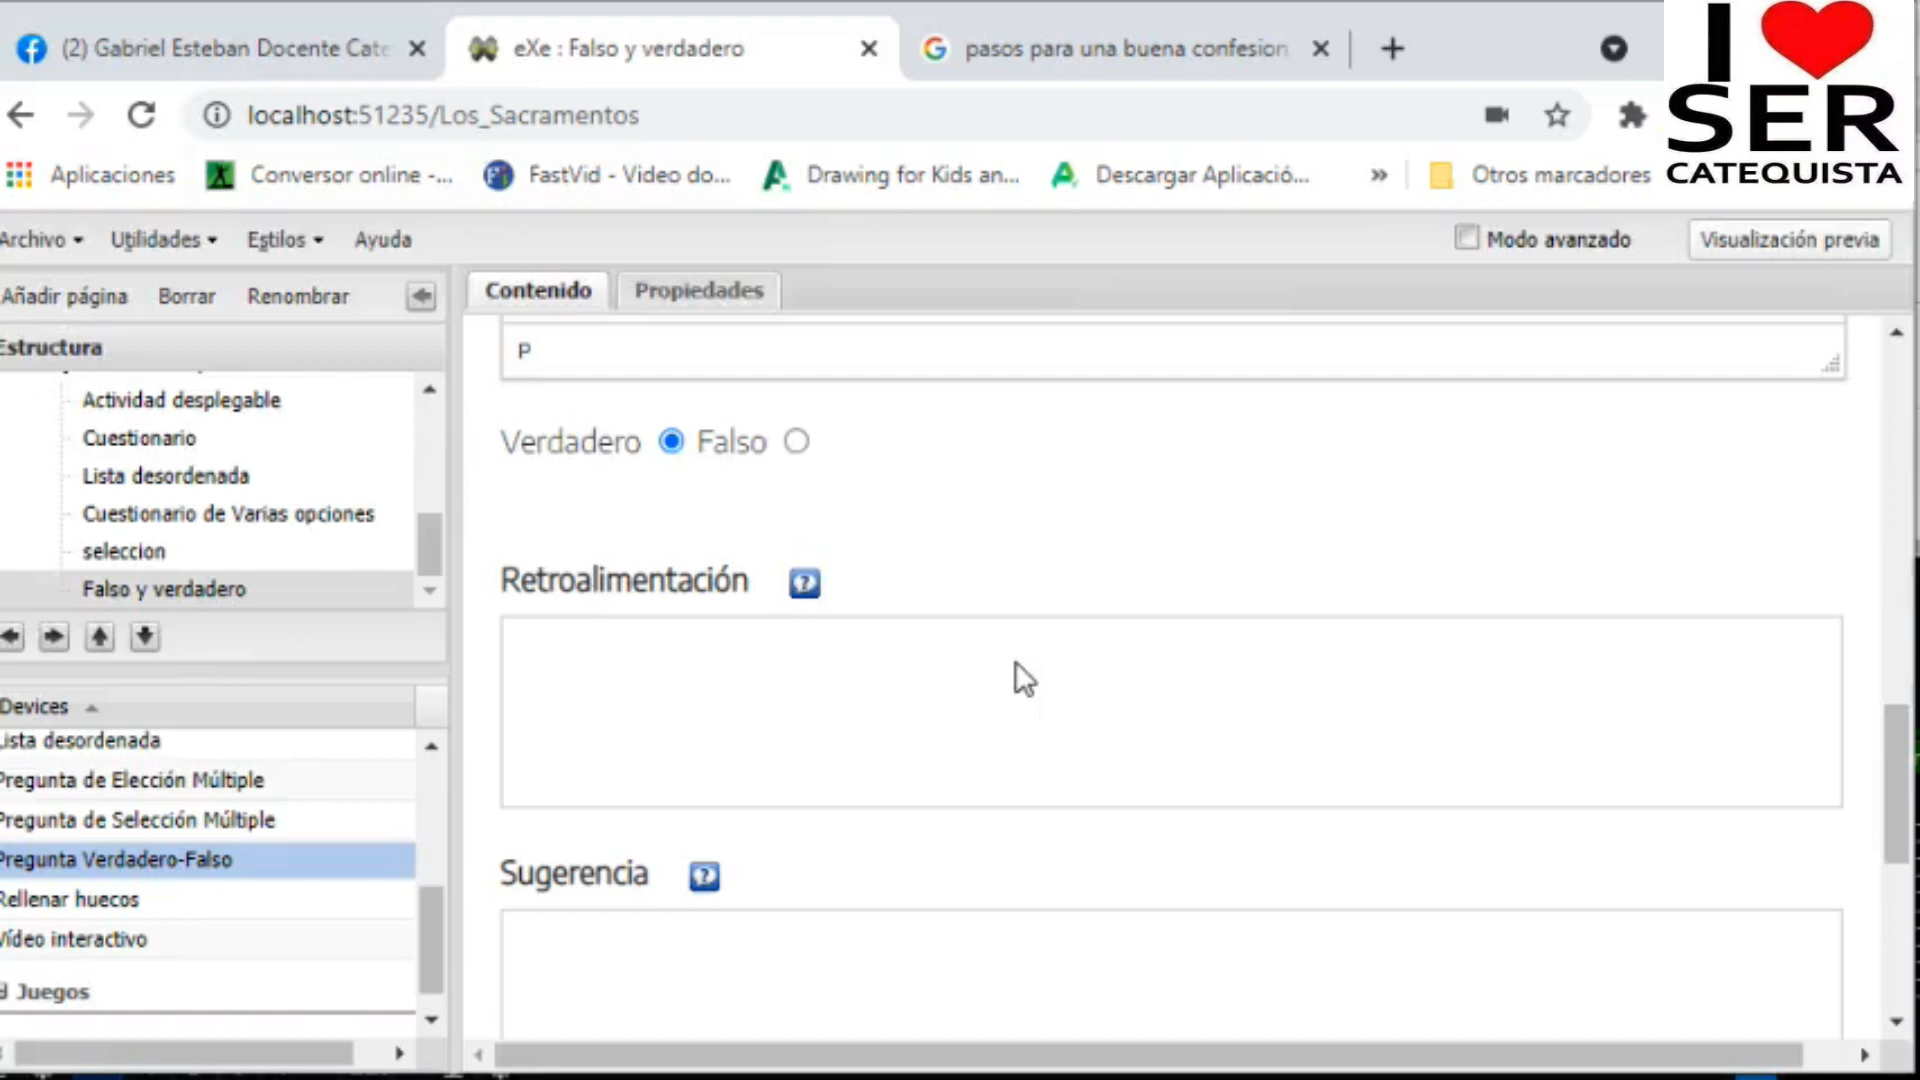 (2) Gabriel Esteban Docente Cate
eXe : Falso y verdadero
pasos para una buena confesion
I
SER
CATEQUISTA
localhost:51235/Los_Sacramentos
Aplicaciones
Conversor online -...
FastVid - Video do...
Drawing for Kids an...
Descargar Aplicació...
»
Otros marcadores
Archivo
Utilidades
Estilos
Ayuda
Modo avanzado
Visualización previa
Añadir página
Borrar
Renombrar
Contenido
Propiedades
Estructura
Actividad desplegable
Cuestionario
Lista desordenada
Cuestionario de Varias opciones
seleccion
Falso y verdadero
P
Verdadero
Falso
Retroalimentación
Sugerencia
Devices
Lista desordenada
Pregunta de Elección Múltiple
Pregunta de Selección Múltiple
Pregunta Verdadero-Falso
Rellenar huecos
Vídeo interactivo
Juegos